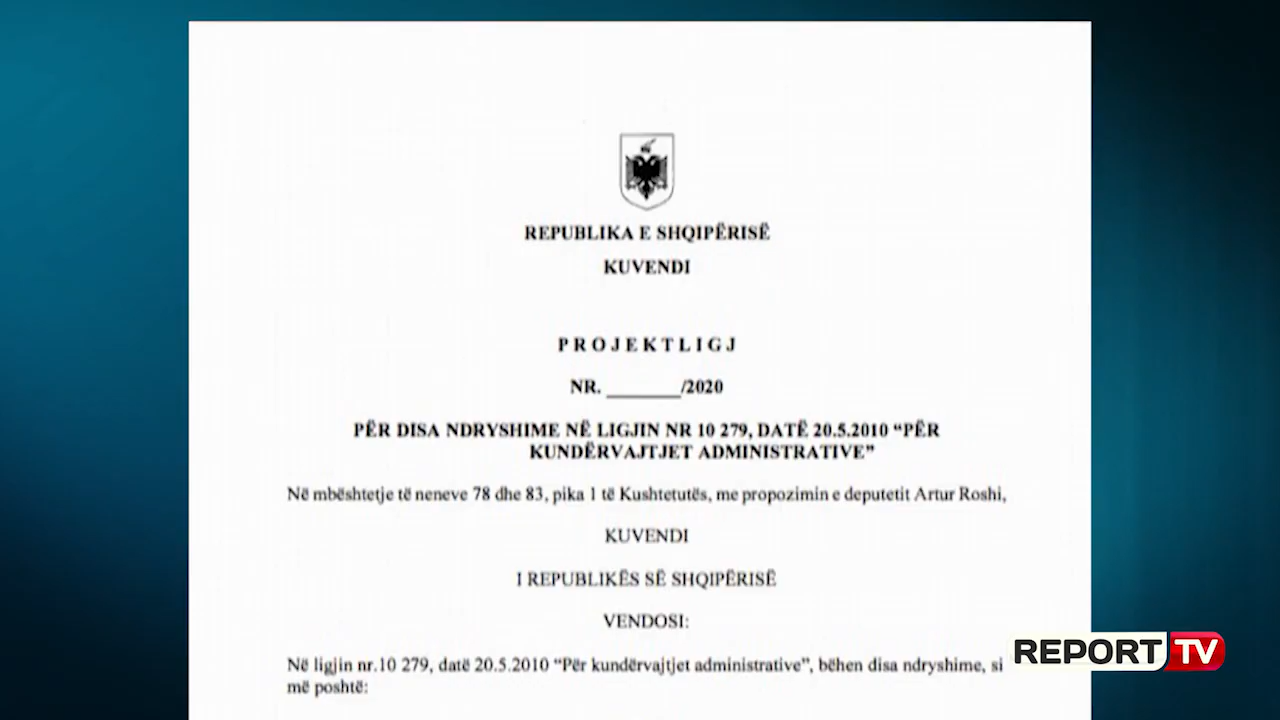 REPUBLIKA E SHQIPËRISË
KUVENDI
PROJEKTLIGJ
NR. ________/2020
PËR DISA NDRYSHIME NË LIGJIN NR 10 279, DATË 20.5.2010 “PËR
KUNDËRVAJTJET ADMINISTRATIVE”
Në mbështetje të neneve 78 dhe 83, pika 1 të Kushtetutës, me propozimin e deputetit Artur Roshi,
KUVENDI
I REPUBLIKËS SË SHQIPËRISË
VENDOSI:
Në ligjin nr.10 279, datë 20.5.2010 “Për kundërvajtjet administrative”, bëhen disa ndryshime, si
më poshtë:
REPORT TV